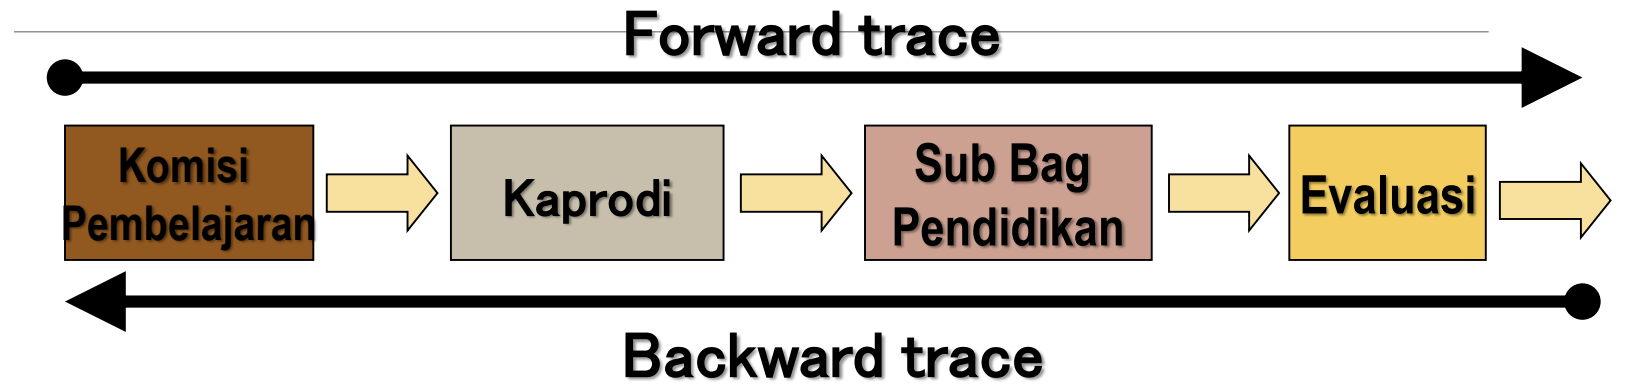 Forward trace
Komisi
Pembelajaran
Kaprodi
Sub Bag
Pendidikan
Evaluasi
Backward trace